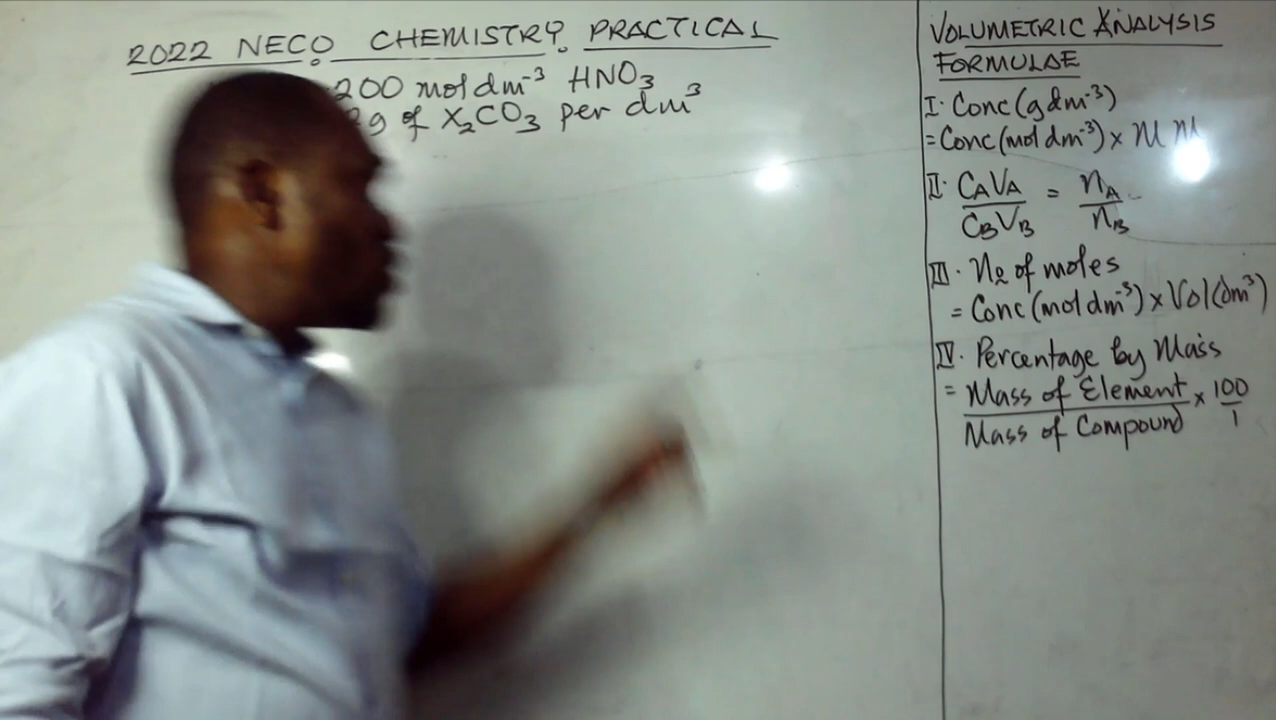 2022 NECO CHEMISTRY PRACTICAL
200 mol dm⁻³ HNO₃
g of X₂CO₃ per dm³
VOLUMETRIC ANALYSIS
FORMULAE
I. Conc (g dm⁻³)
= Conc (mol dm⁻³) × M M
II. CAVA / CBVB = nA / nB
III. No of moles
= Conc (mol dm⁻³) × Vol (dm³)
IV. Percentage by Mass
= Mass of Element / Mass of Compound × 100 / 1